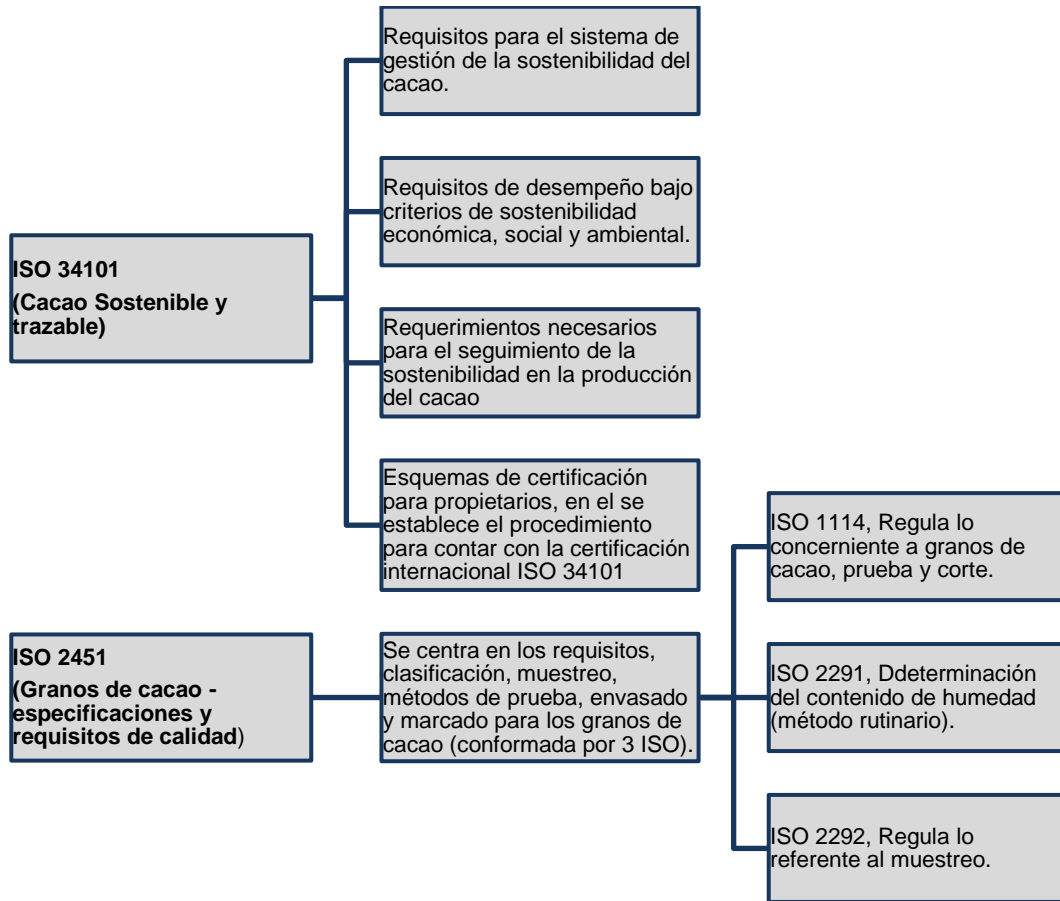 Requisitos para el sistema de
gestión de la sostenibilidad del
cacao.
Requisitos de desempeño bajo
criterios de sostenibilidad
económica, social y ambiental.
ISO 34101
(Cacao Sostenible y
trazable)
Requerimientos necesarios
para el seguimiento de la
sostenibilidad en la producción
del cacao
Esquemas de certificación
para propietarios, en el se
establece el procedimiento
para contar con la certificación
internacional ISO 34101
ISO 2451
(Granos de cacao -
especificaciones y
requisitos de calidad)
Se centra en los requisitos,
clasificación, muestreo,
métodos de prueba, envasado
y marcado para los granos de
cacao (conformada por 3 ISO).
ISO 1114, Regula lo
concerniente a granos de
cacao, prueba y corte.
ISO 2291, Ddeterminación
del contenido de humedad
(método rutinario).
ISO 2292, Regula lo
referente al muestreo.